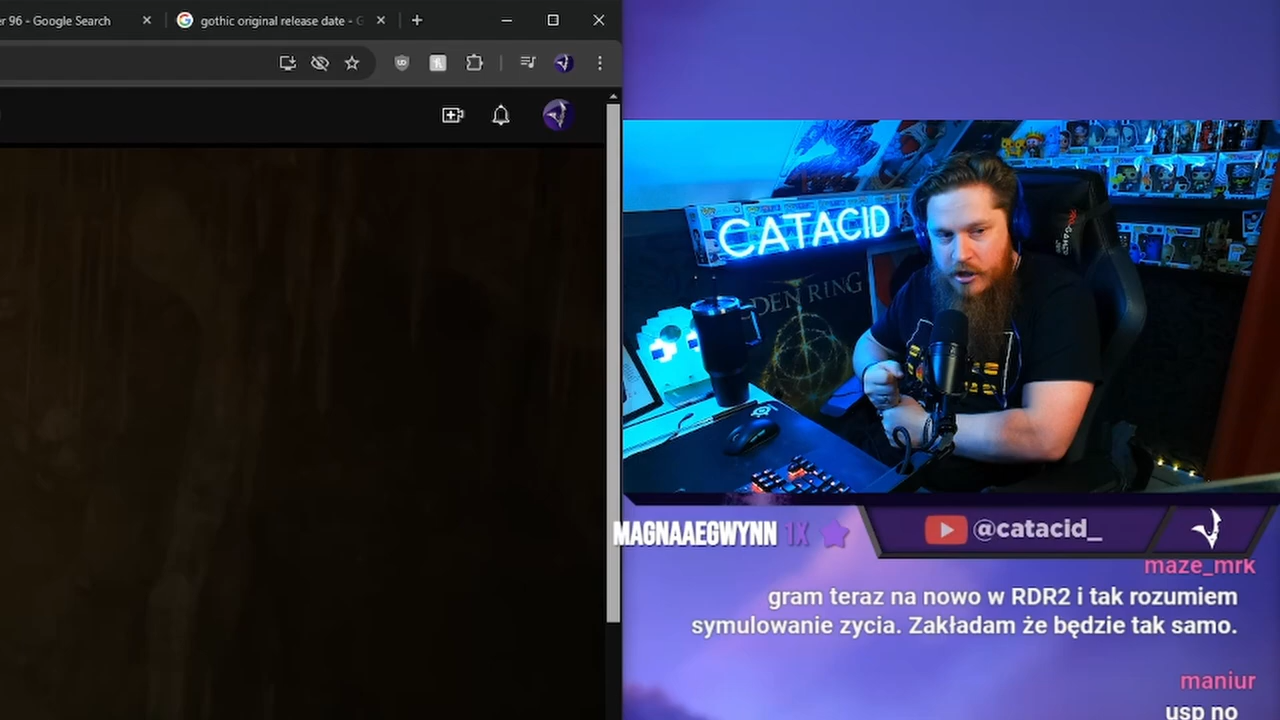 er 96 - Google Search
gothic original release date - G
CATACID
DEN RING
MAGNAAEGWYNN 1X
@catacid_
maze_mrk
gram teraz na nowo w RDR2 i tak rozumiem
symulowanie zycia. Zakładam że będzie tak samo.
maniur
usp no